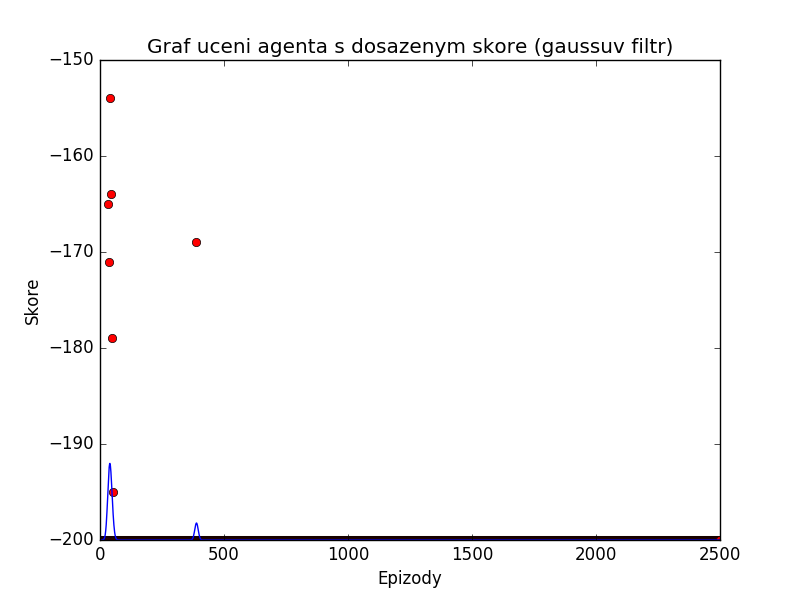 Graf uceni agenta s dosazenym skore (gaussuv filtr)
−150
−160
−170
−180
−190
−200
Skore
0 500 1000 1500 2000 2500
Epizody